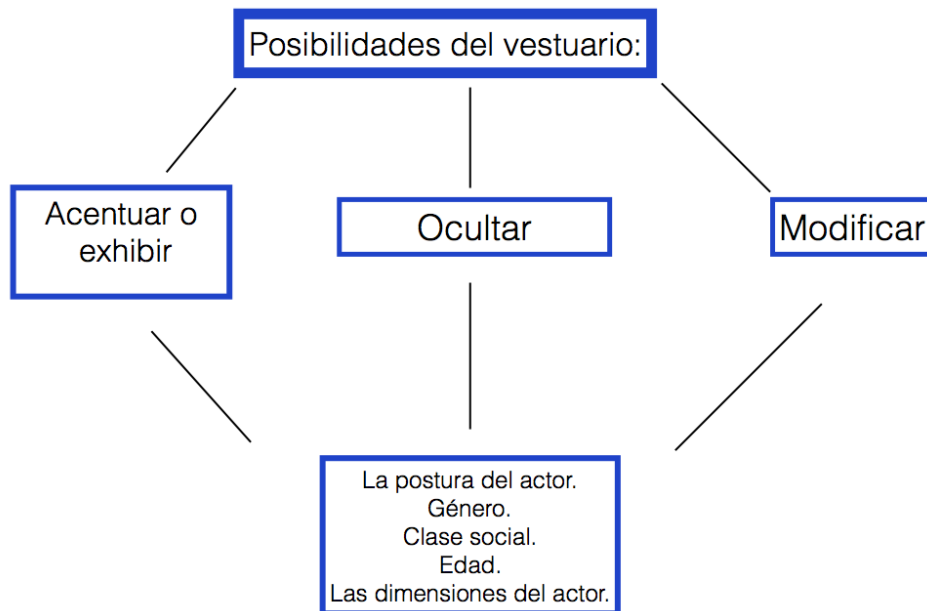 Posibilidades del vestuario:
Acentuar o
exhibir
Ocultar
Modificar
La postura del actor.
Género.
Clase social.
Edad.
Las dimensiones del actor.